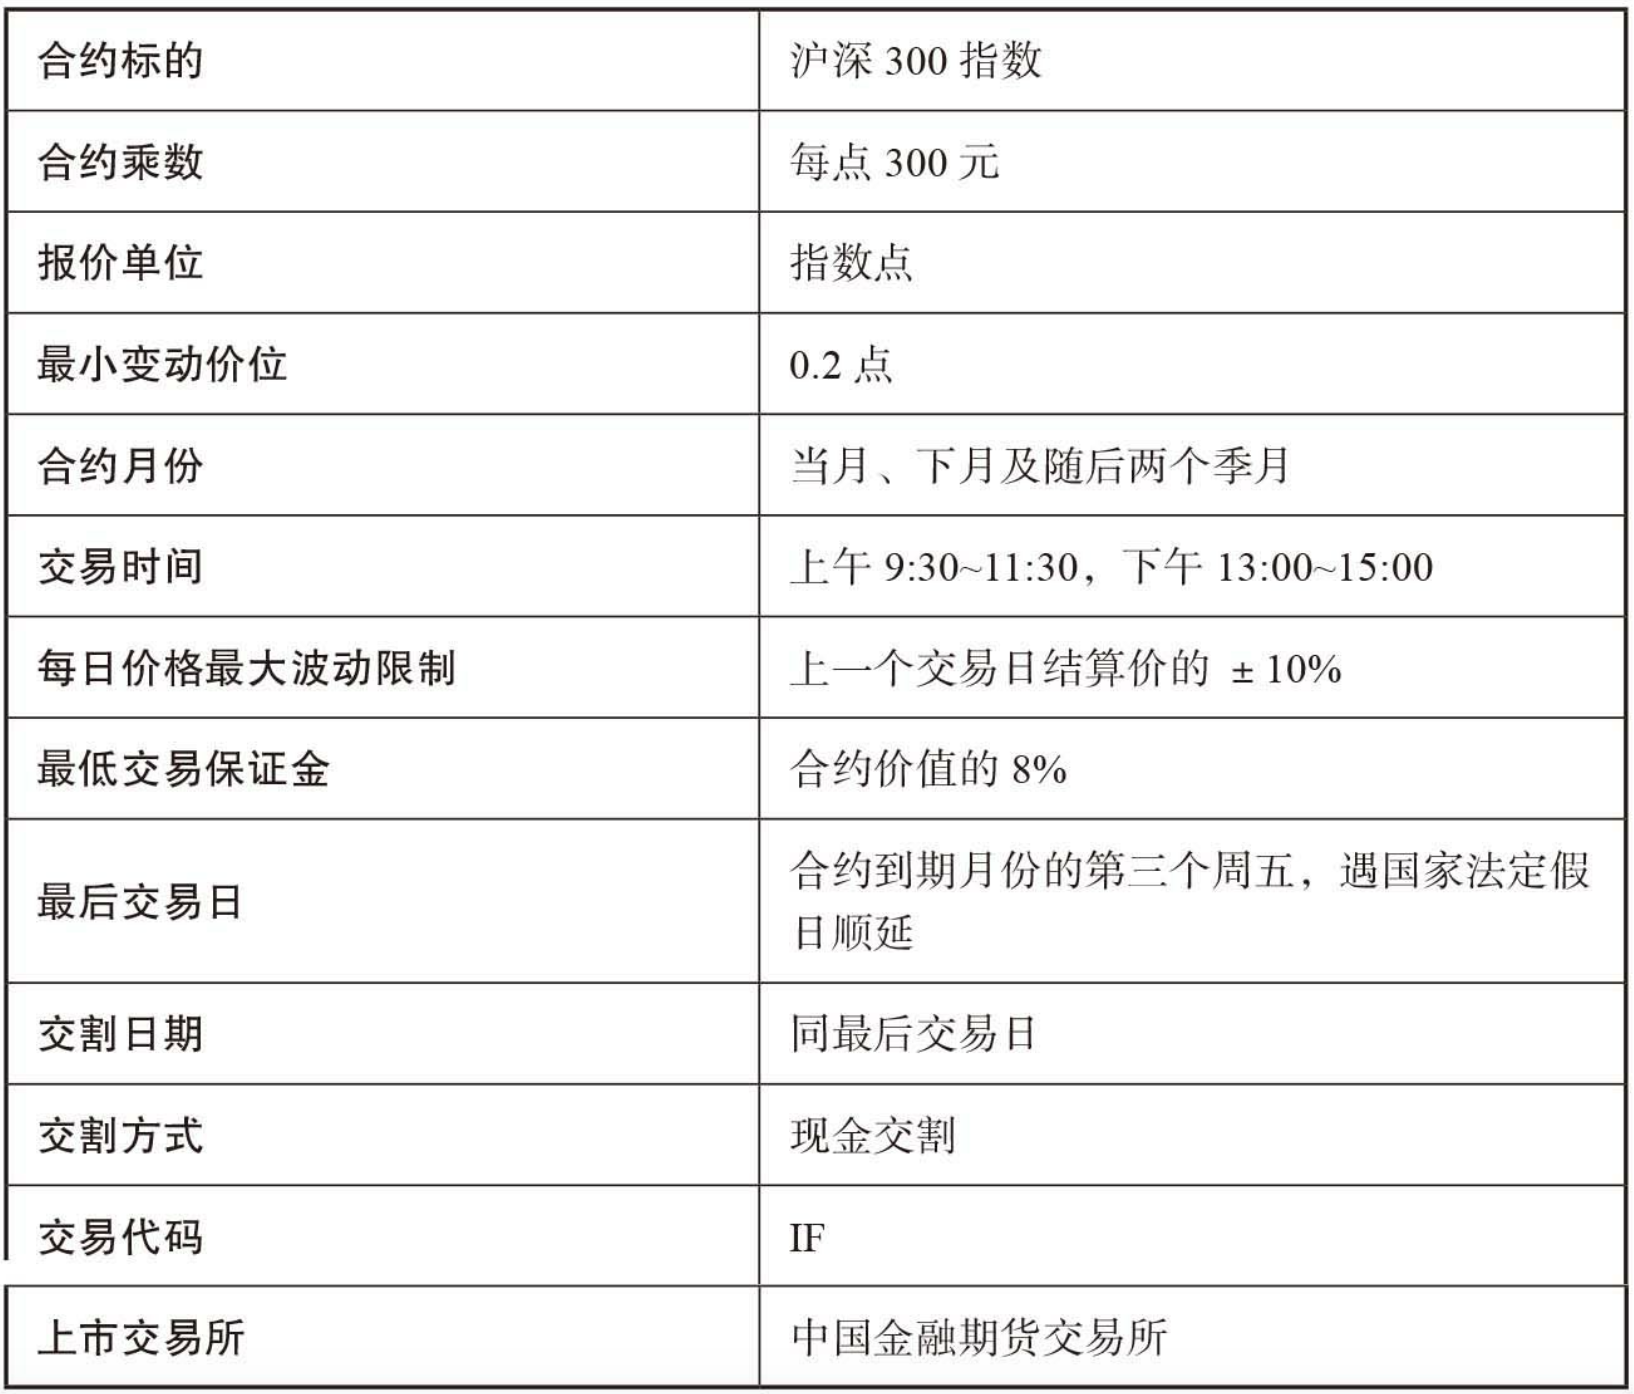 合约标的
沪深 300 指数
合约乘数
每点 300 元
报价单位
指数点
最小变动价位
0.2 点
合约月份
当月、下月及随后两个季月
交易时间
上午 9:30~11:30，下午 13:00~15:00
每日价格最大波动限制
上一个交易日结算价的 ± 10%
最低交易保证金
合约价值的 8%
最后交易日
合约到期月份的第三个周五，遇国家法定假
日顺延
交割日期
同最后交易日
交割方式
现金交割
交易代码
IF
上市交易所
中国金融期货交易所